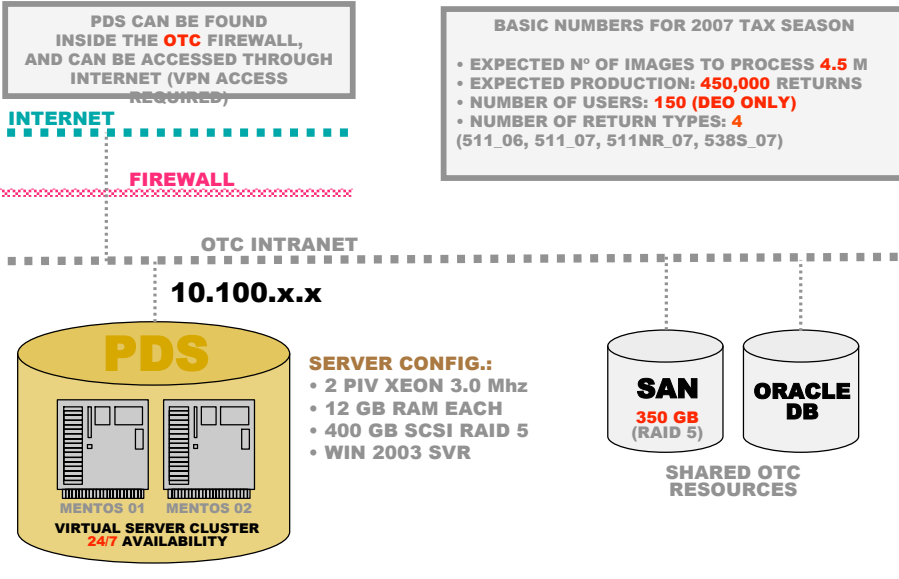 PDS CAN BE FOUND
INSIDE THE OTC FIREWALL,
AND CAN BE ACCESSED THROUGH
INTERNET (VPN ACCESS
REQUIRED)
BASIC NUMBERS FOR 2007 TAX SEASON
• EXPECTED Nº OF IMAGES TO PROCESS 4.5 M
• EXPECTED PRODUCTION: 450,000 RETURNS
• NUMBER OF USERS: 150 (DEO ONLY)
• NUMBER OF RETURN TYPES: 4
(511_06, 511_07, 511NR_07, 538S_07)
INTERNET
FIREWALL
OTC INTRANET
10.100.x.x
PDS
MENTOS 01
MENTOS 02
VIRTUAL SERVER CLUSTER
24/7 AVAILABILITY
SERVER CONFIG.:
• 2 PIV XEON 3.0 Mhz
• 12 GB RAM EACH
• 400 GB SCSI RAID 5
• WIN 2003 SVR
SAN
350 GB
(RAID 5)
ORACLE
DB
SHARED OTC
RESOURCES